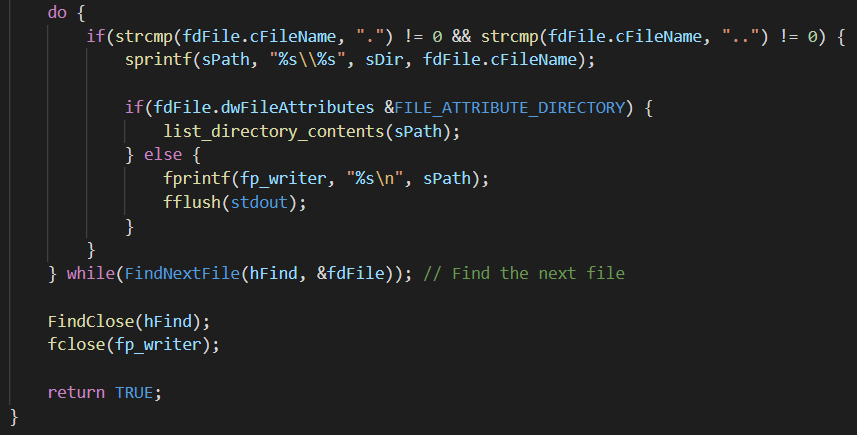 do {
if(strcmp(fdFile.cFileName, ".") != 0 && strcmp(fdFile.cFileName, "..") != 0) {
sprintf(sPath, "%s\\%s", sDir, fdFile.cFileName);
if(fdFile.dwFileAttributes &FILE_ATTRIBUTE_DIRECTORY) {
list_directory_contents(sPath);
} else {
fprintf(fp_writer, "%s\n", sPath);
fflush(stdout);
}
}
} while(FindNextFile(hFind, &fdFile)); // Find the next file
FindClose(hFind);
fclose(fp_writer);
return TRUE;
}